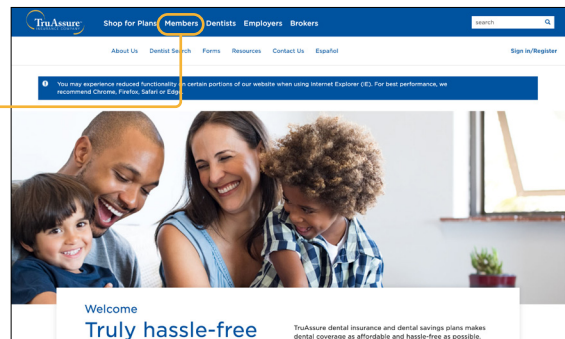 TruAssure
INSURANCE COMPANY
Shop for Plans Members Dentists Employers Brokers
search
About Us Dentist Search Forms Resources Contact Us Español
Sign in/Register
You may experience reduced functionality on certain portions of our website when using Internet Explorer (IE). For best performance, we
recommend Chrome, Firefox, Safari or Edge.
Welcome
Truly hassle-free
TruAssure dental insurance and dental savings plans makes
dental coverage as affordable and hassle-free as possible.